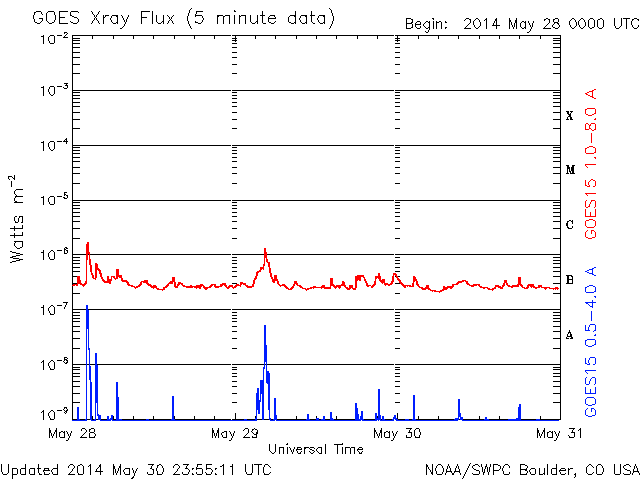 GOES Xray Flux (5 minute data)
Begin: 2014 May 28 0000 UTC
10⁻²
10⁻³
10⁻⁴
10⁻⁵
10⁻⁶
10⁻⁷
10⁻⁸
10⁻⁹
Watts m⁻²
X
M
C
B
A
GOES15 1.0–8.0 A
GOES15 0.5–4.0 A
May 28
May 29
May 30
May 31
Universal Time
Updated 2014 May 30 23:55:11 UTC
NOAA/SWPC Boulder, CO USA